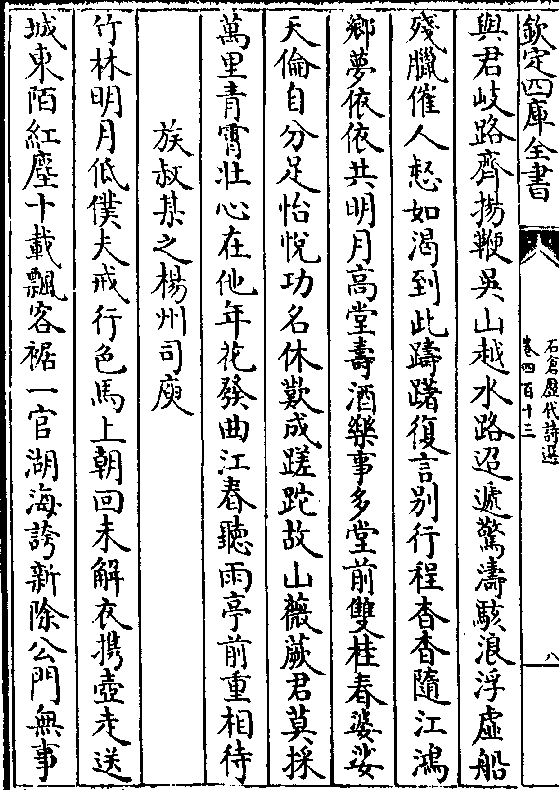 欽定四庫全書
石倉歷代詩選
卷四百十三
八
與君岐路齊揚鞭吳山越水路迢遞驚濤駭浪浮虛船
殘臘催人愁如渴到此躊躇復言别行程杳杳隨江鴻
鄉夢依依共明月高堂壽酒樂事多堂前雙桂春婆娑
天倫自分足怡悅功名休歎成蹉跎故山薇蕨君莫採
萬里青霄壯心在他年花發曲江春聽雨亭前重相待
族叔某之楊州司庾
竹林明月低僕夫戒行色馬上朝回未解衣携壺走送
城東陌紅塵十載飄客裾一官湖海誇新除公門無事